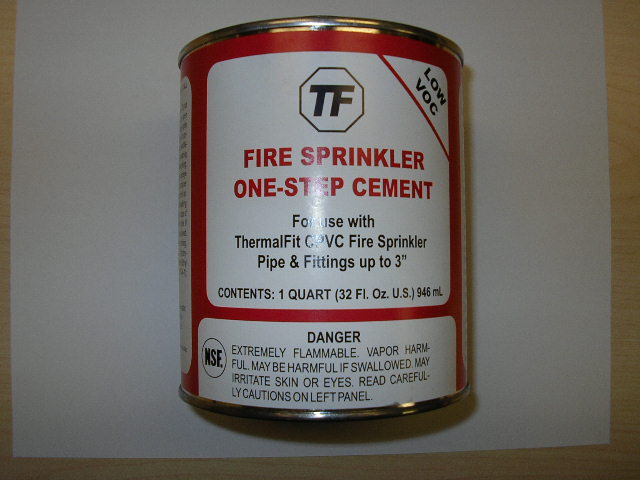 TF
LOW
VOC
FIRE SPRINKLER
ONE-STEP CEMENT
For use with
ThermalFit CPVC Fire Sprinkler
Pipe & Fittings up to 3"
CONTENTS: 1 QUART (32 Fl. Oz. U.S.) 946 mL
NSF.
DANGER
EXTREMELY FLAMMABLE. VAPOR HARM-
FUL. MAY BE HARMFUL IF SWALLOWED. MAY
IRRITATE SKIN OR EYES. READ CAREFUL-
LY CAUTIONS ON LEFT PANEL.